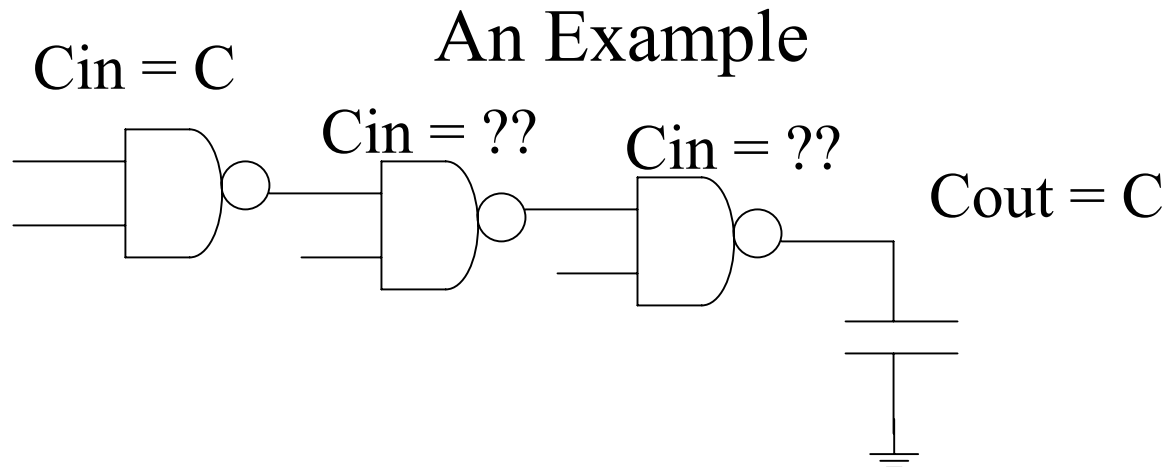 An Example
Cin = C
Cin = ??
Cin = ??
Cout = C